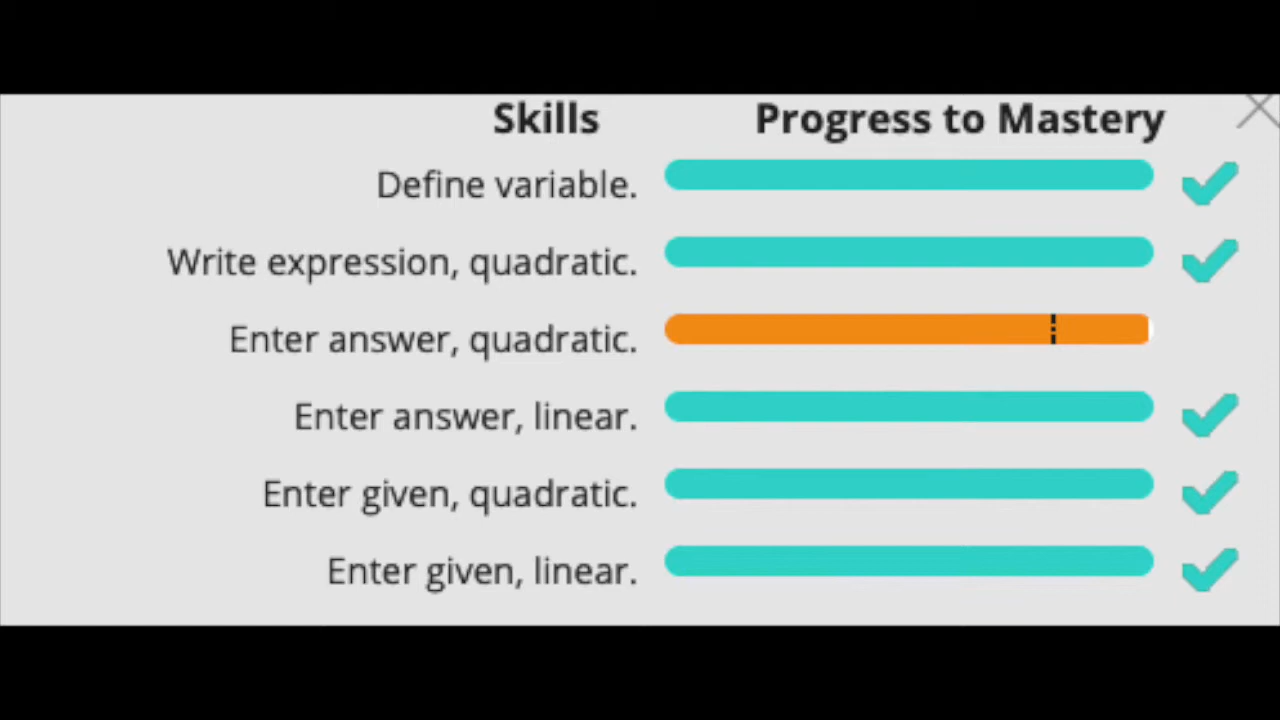 Skills Progress to Mastery
Define variable.
Write expression, quadratic.
Enter answer, quadratic.
Enter answer, linear.
Enter given, quadratic.
Enter given, linear.